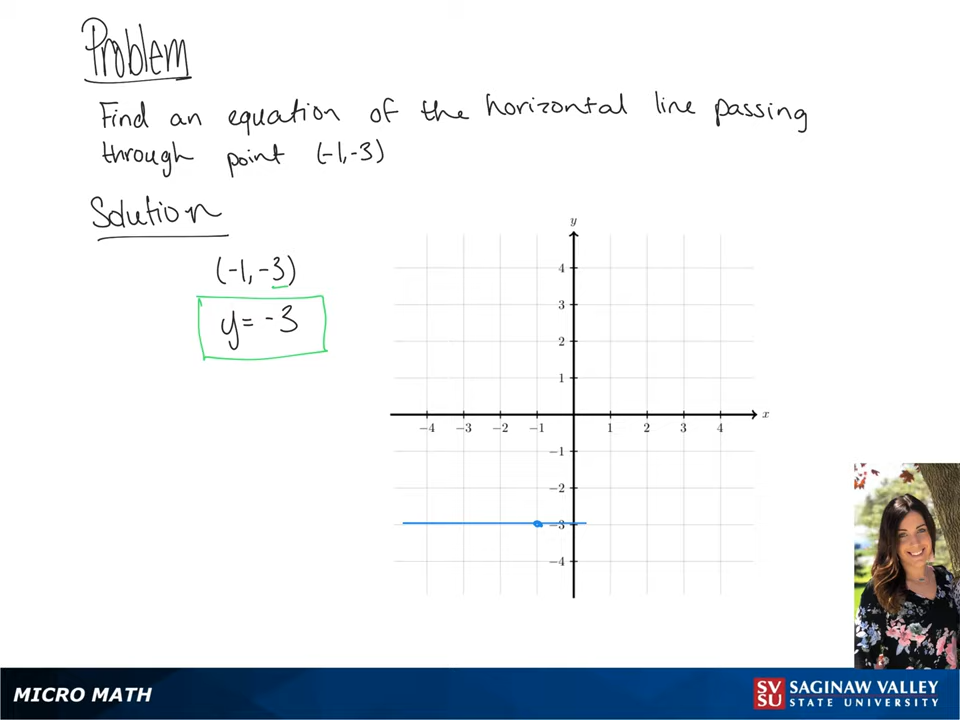 Problem
Find an equation of the horizontal line passing
through point (-1,-3)
Solution
(-1,-3)
y = -3
y
4
3
2
1
x
-4 -3 -2 -1 1 2 3 4
-1
-2
-3
-4
MICRO MATH
SV
SU
SAGINAW VALLEY
STATE UNIVERSITY